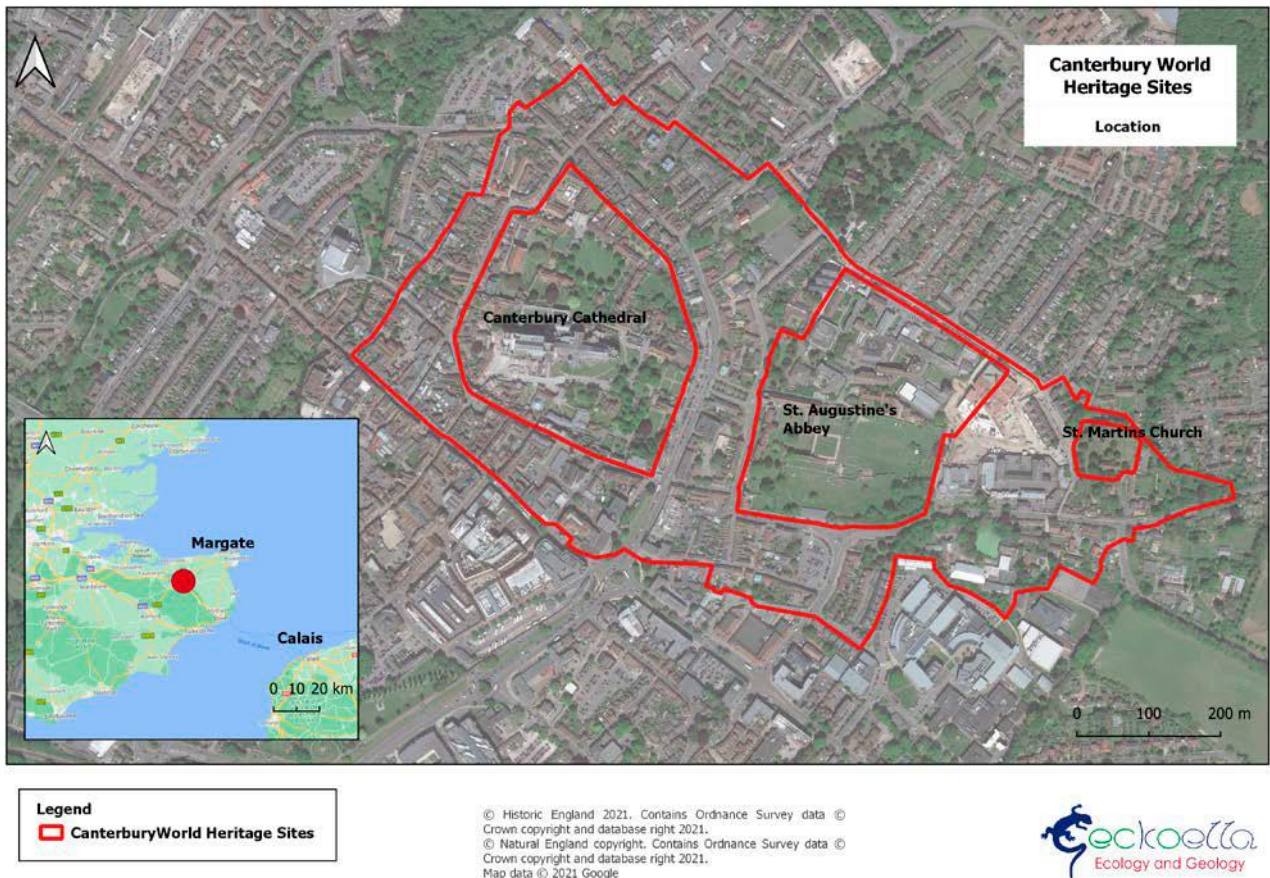 Canterbury World
Heritage Sites
Location
Canterbury Cathedral
St. Augustine's
Abbey
St. Martins Church
Margate
Calais
0 10 20 km
0 100 200 m
Legend
CanterburyWorld Heritage Sites
© Historic England 2021. Contains Ordnance Survey data ©
Crown copyright and database right 2021.
© Natural England copyright. Contains Ordnance Survey data ©
Crown copyright and database right 2021.
Map data © 2021 Google
Geckoella
Ecology and Geology